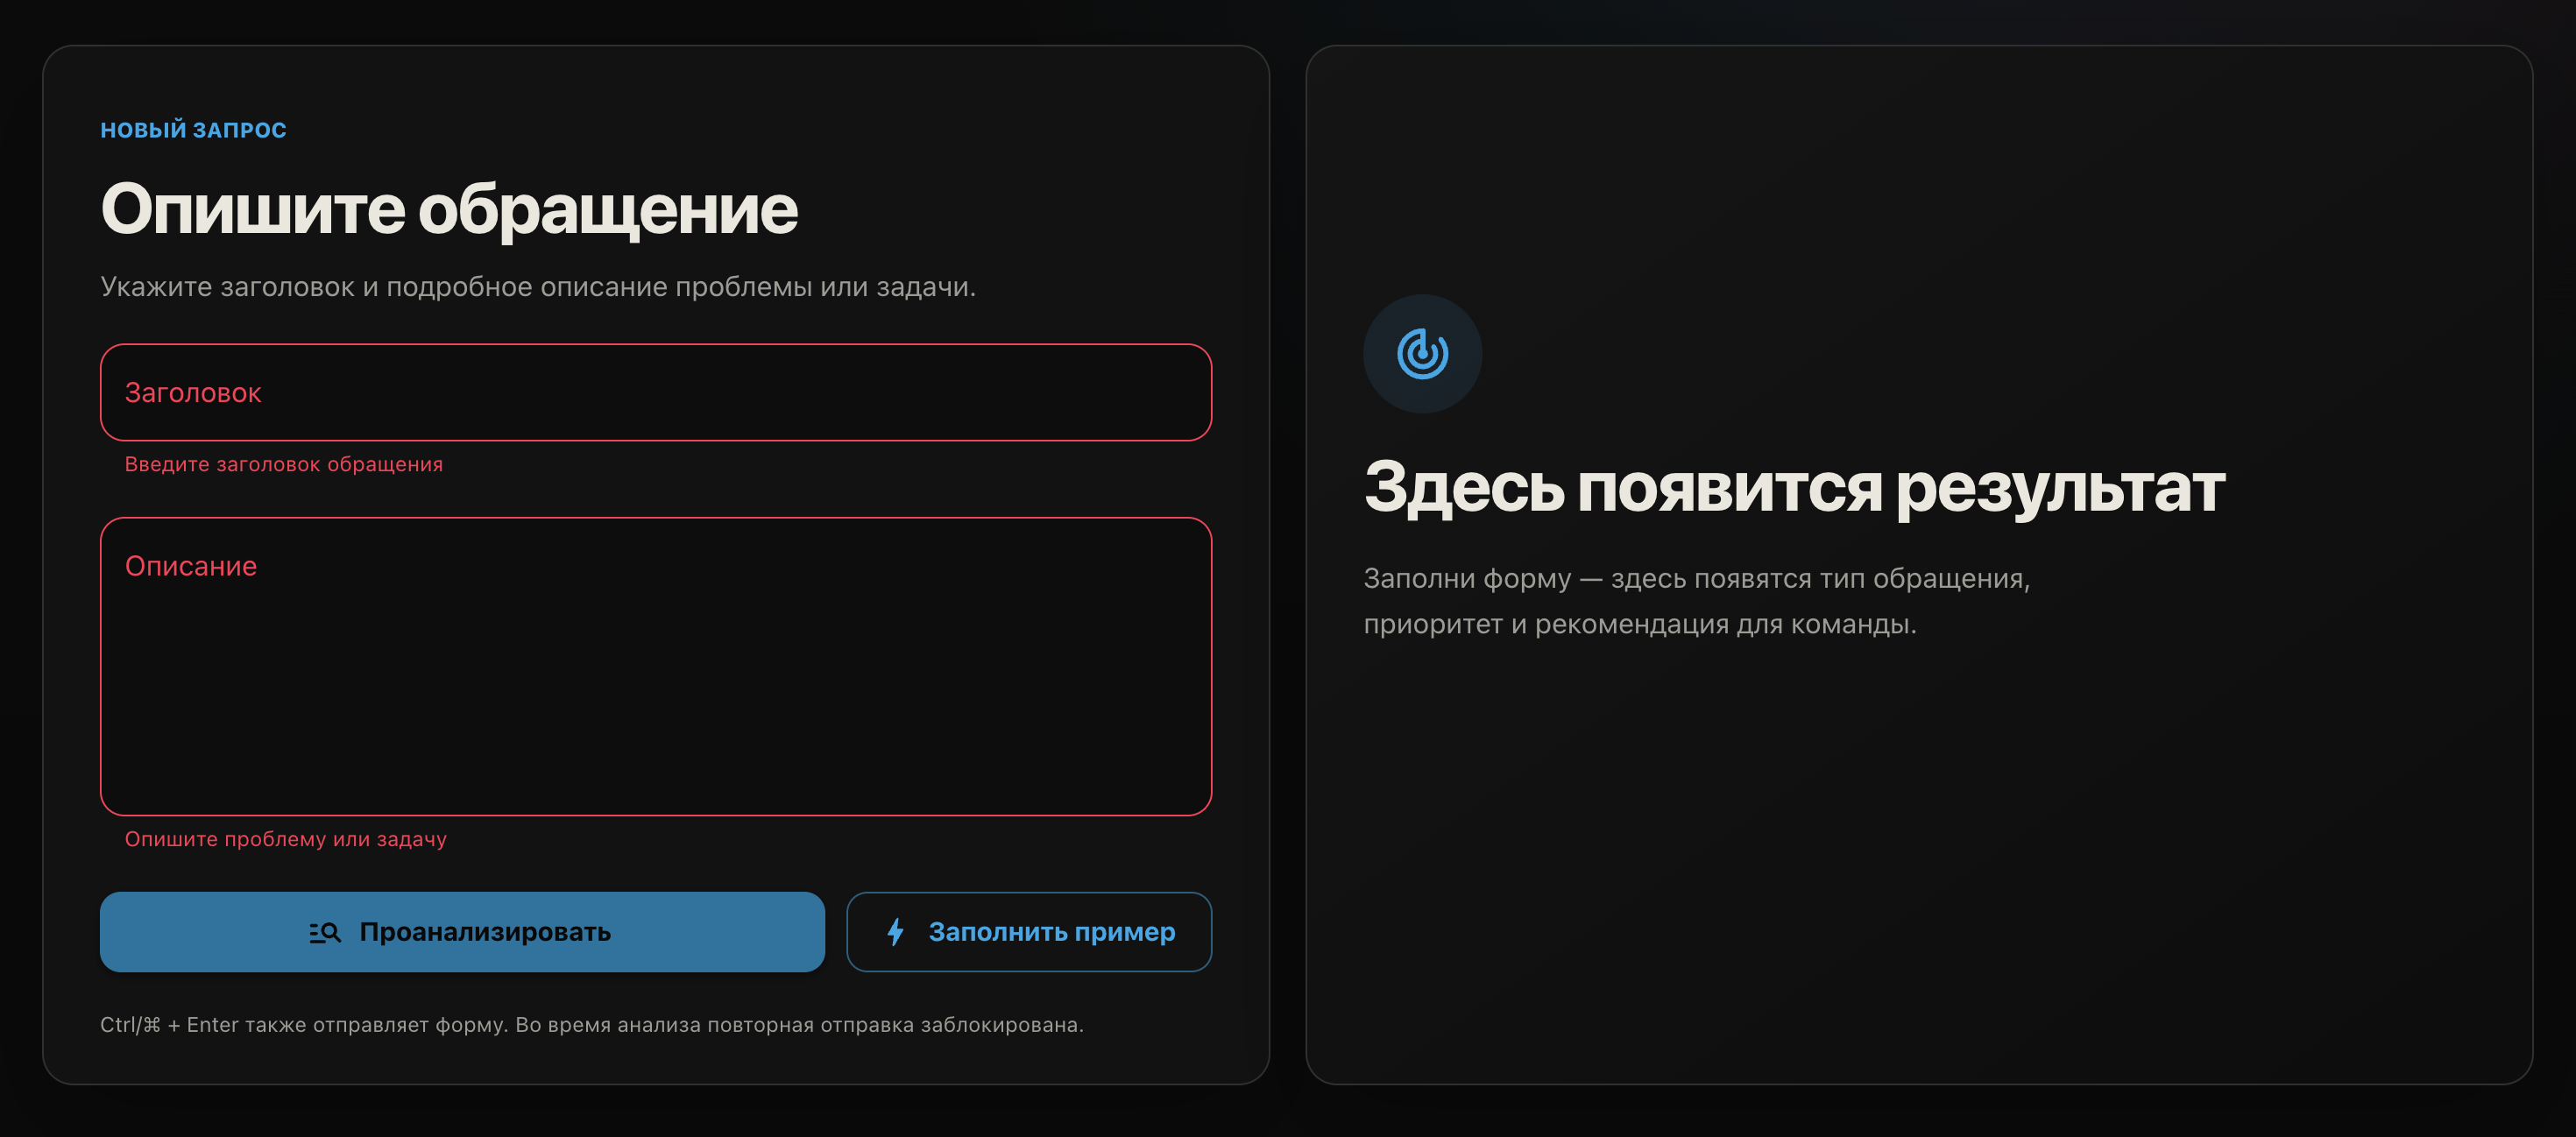 НОВЫЙ ЗАПРОС
Опишите обращение
Укажите заголовок и подробное описание проблемы или задачи.
Заголовок
Введите заголовок обращения
Описание
Опишите проблему или задачу
Проанализировать
Заполнить пример
Ctrl/⌘ + Enter также отправляет форму. Во время анализа повторная отправка заблокирована.
Здесь появится результат
Заполни форму — здесь появятся тип обращения,
приоритет и рекомендация для команды.